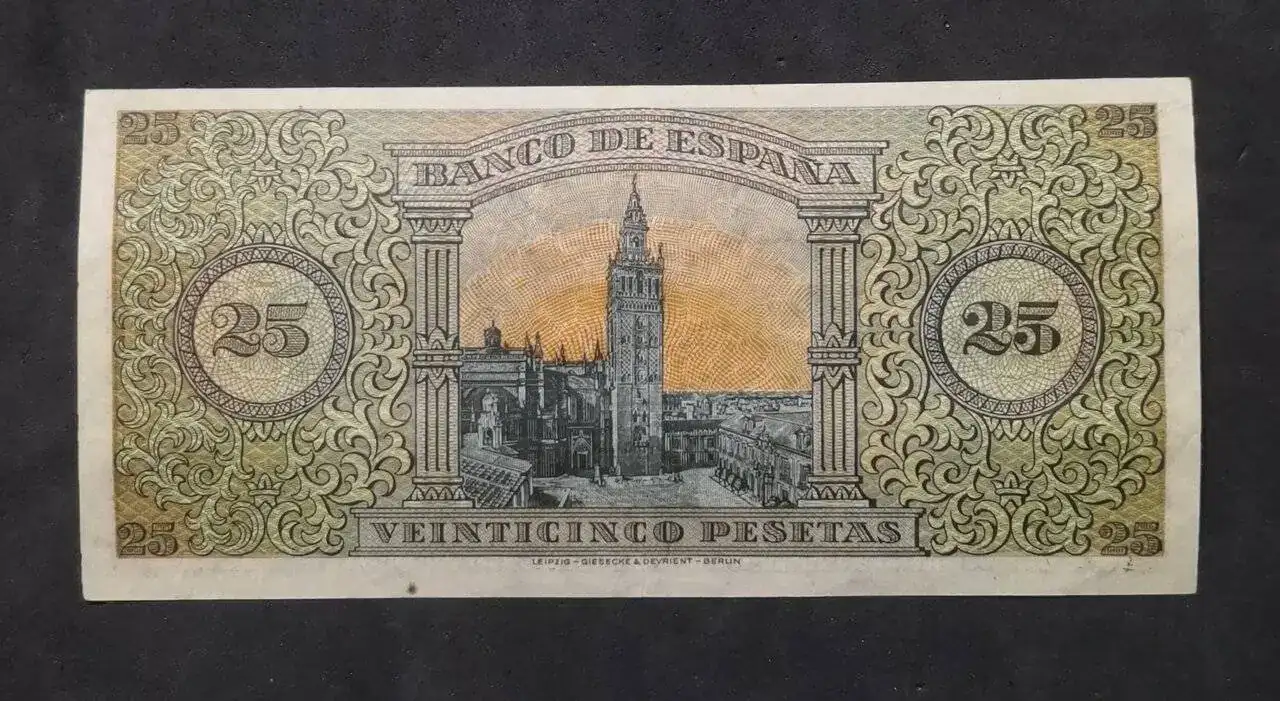 25 25
BANCO DE ESPAÑA
25 25
VEINTICINCO PESETAS
25 25
LEIPZIG – GIESECKE & DEVRIENT – BERLIN